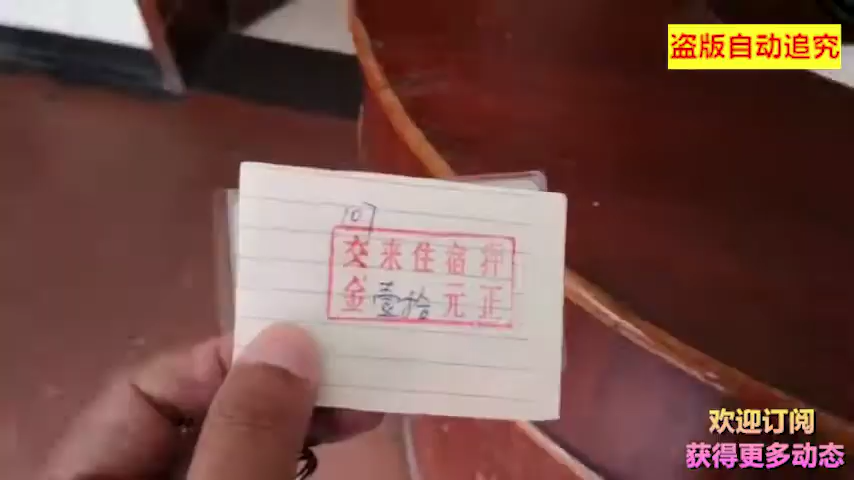 盗版自动追究
回
交来住宿押
金壹拾元正
欢迎订阅
获得更多动态